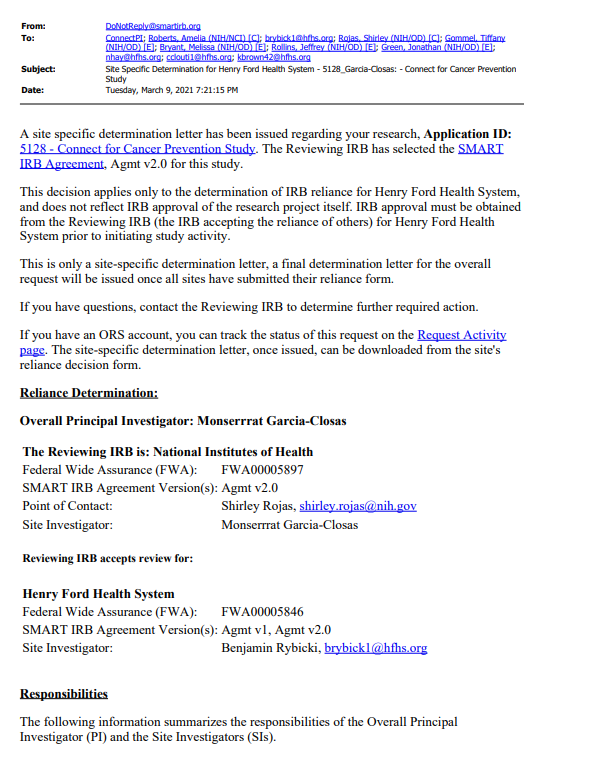 From: DoNotReply@smartirb.org
To: ConnectPI; Roberts, Amelia (NIH/NCI) [C]; brybick1@hfhs.org; Rojas, Shirley (NIH/OD) [C]; Gommel, Tiffany
(NIH/OD) [E]; Bryant, Melissa (NIH/OD) [E]; Rollins, Jeffrey (NIH/OD) [E]; Green, Jonathan (NIH/OD) [E];
nhay@hfhs.org; cclouti1@hfhs.org; kbrown42@hfhs.org
Subject: Site Specific Determination for Henry Ford Health System - 5128_Garcia-Closas: - Connect for Cancer Prevention
Study
Date: Tuesday, March 9, 2021 7:21:15 PM
A site specific determination letter has been issued regarding your research, Application ID:
5128 - Connect for Cancer Prevention Study. The Reviewing IRB has selected the SMART
IRB Agreement, Agmt v2.0 for this study.
This decision applies only to the determination of IRB reliance for Henry Ford Health System,
and does not reflect IRB approval of the research project itself. IRB approval must be obtained
from the Reviewing IRB (the IRB accepting the reliance of others) for Henry Ford Health
System prior to initiating study activity.
This is only a site-specific determination letter, a final determination letter for the overall
request will be issued once all sites have submitted their reliance form.
If you have questions, contact the Reviewing IRB to determine further required action.
If you have an ORS account, you can track the status of this request on the Request Activity
page. The site-specific determination letter, once issued, can be downloaded from the site's
reliance decision form.
Reliance Determination:
Overall Principal Investigator: Monserrrat Garcia-Closas
The Reviewing IRB is: National Institutes of Health
Federal Wide Assurance (FWA): FWA00005897
SMART IRB Agreement Version(s): Agmt v2.0
Point of Contact: Shirley Rojas, shirley.rojas@nih.gov
Site Investigator: Monserrrat Garcia-Closas
Reviewing IRB accepts review for:
Henry Ford Health System
Federal Wide Assurance (FWA): FWA00005846
SMART IRB Agreement Version(s): Agmt v1, Agmt v2.0
Site Investigator: Benjamin Rybicki, brybick1@hfhs.org
Responsibilities
The following information summarizes the responsibilities of the Overall Principal
Investigator (PI) and the Site Investigators (SIs).